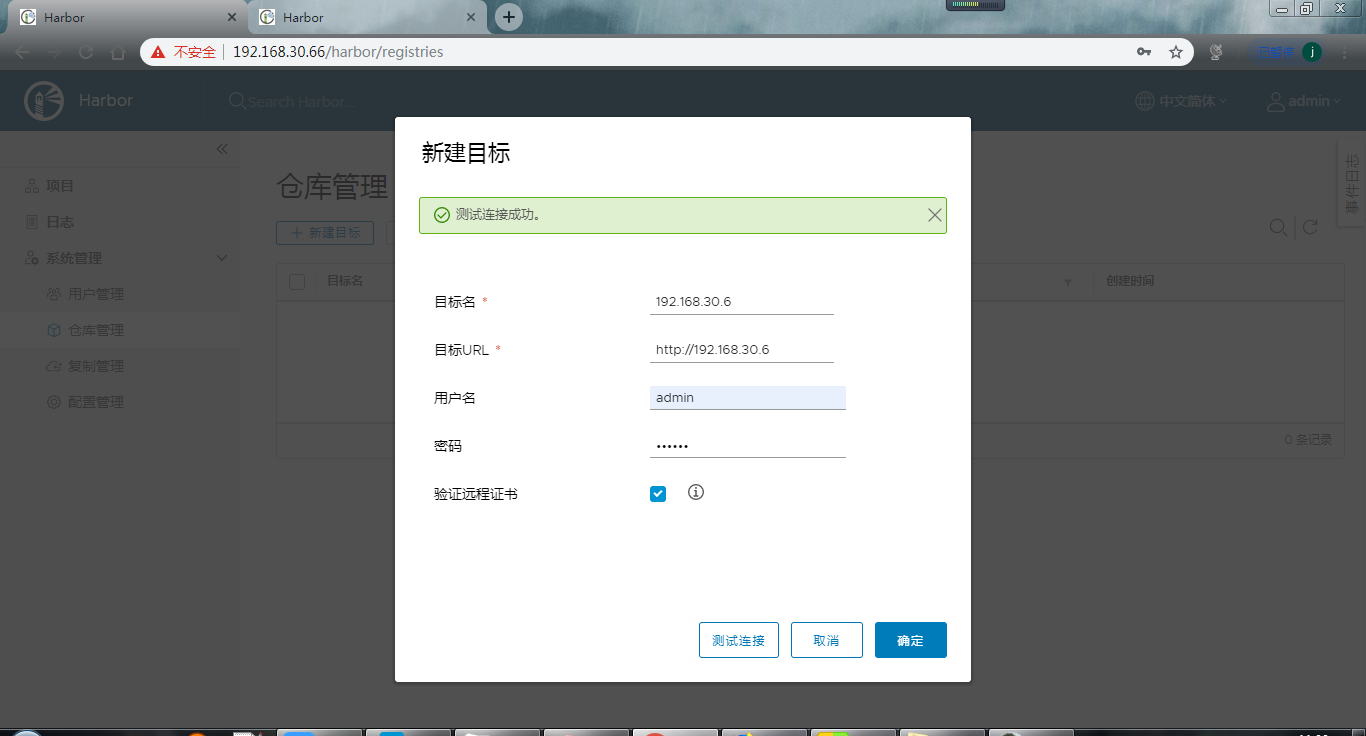 Harbor
Harbor
不安全 192.168.30.66/harbor/registries
j
Harbor
Search Harbor...
中文简体
admin
项目
日志
系统管理
用户管理
仓库管理
复制管理
配置管理
仓库管理
新建目标
目标名
创建时间
0 条记录
事件日志
新建目标
测试连接成功。
目标名 * 192.168.30.6
目标URL * http://192.168.30.6
用户名 admin
密码 ••••••
验证远程证书
测试连接 取消 确定